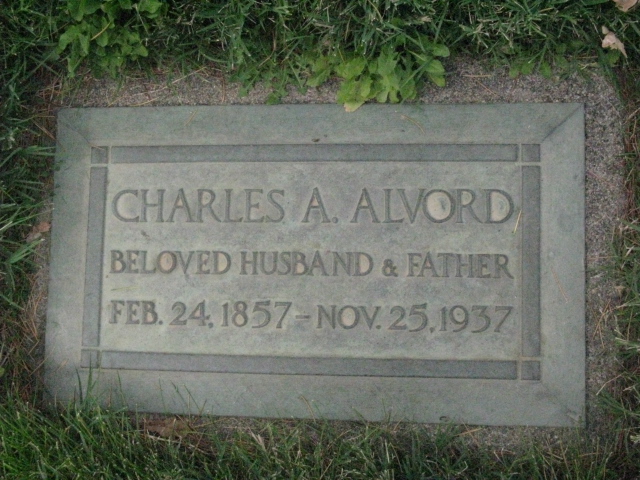 CHARLES A. ALVORD
BELOVED HUSBAND & FATHER
FEB. 24, 1857 – NOV. 25, 1937